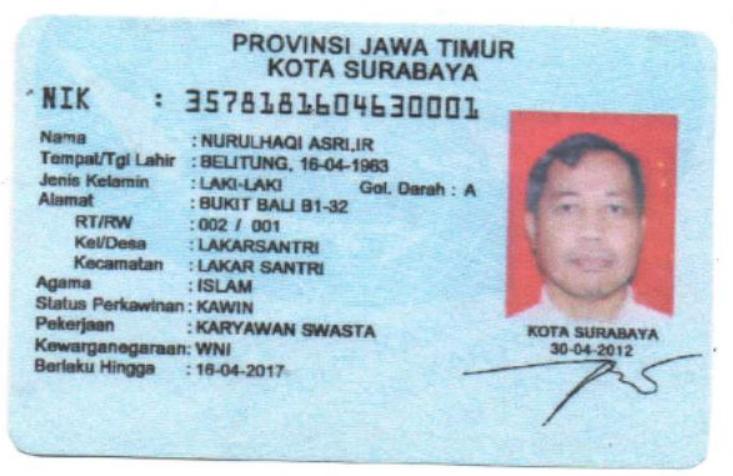 PROVINSI JAWA TIMUR
KOTA SURABAYA
NIK : 3578181604630001
Nama : NURULHAQI ASRI,IR
Tempat/Tgl Lahir : BELITUNG, 16-04-1963
Jenis Kelamin : LAKI-LAKI Gol. Darah : A
Alamat : BUKIT BALI B1-32
RT/RW : 002 / 001
Kel/Desa : LAKARSANTRI
Kecamatan : LAKAR SANTRI
Agama : ISLAM
Status Perkawinan : KAWIN
Pekerjaan : KARYAWAN SWASTA
Kewarganegaraan: WNI
Berlaku Hingga : 16-04-2017
KOTA SURABAYA
30-04-2012